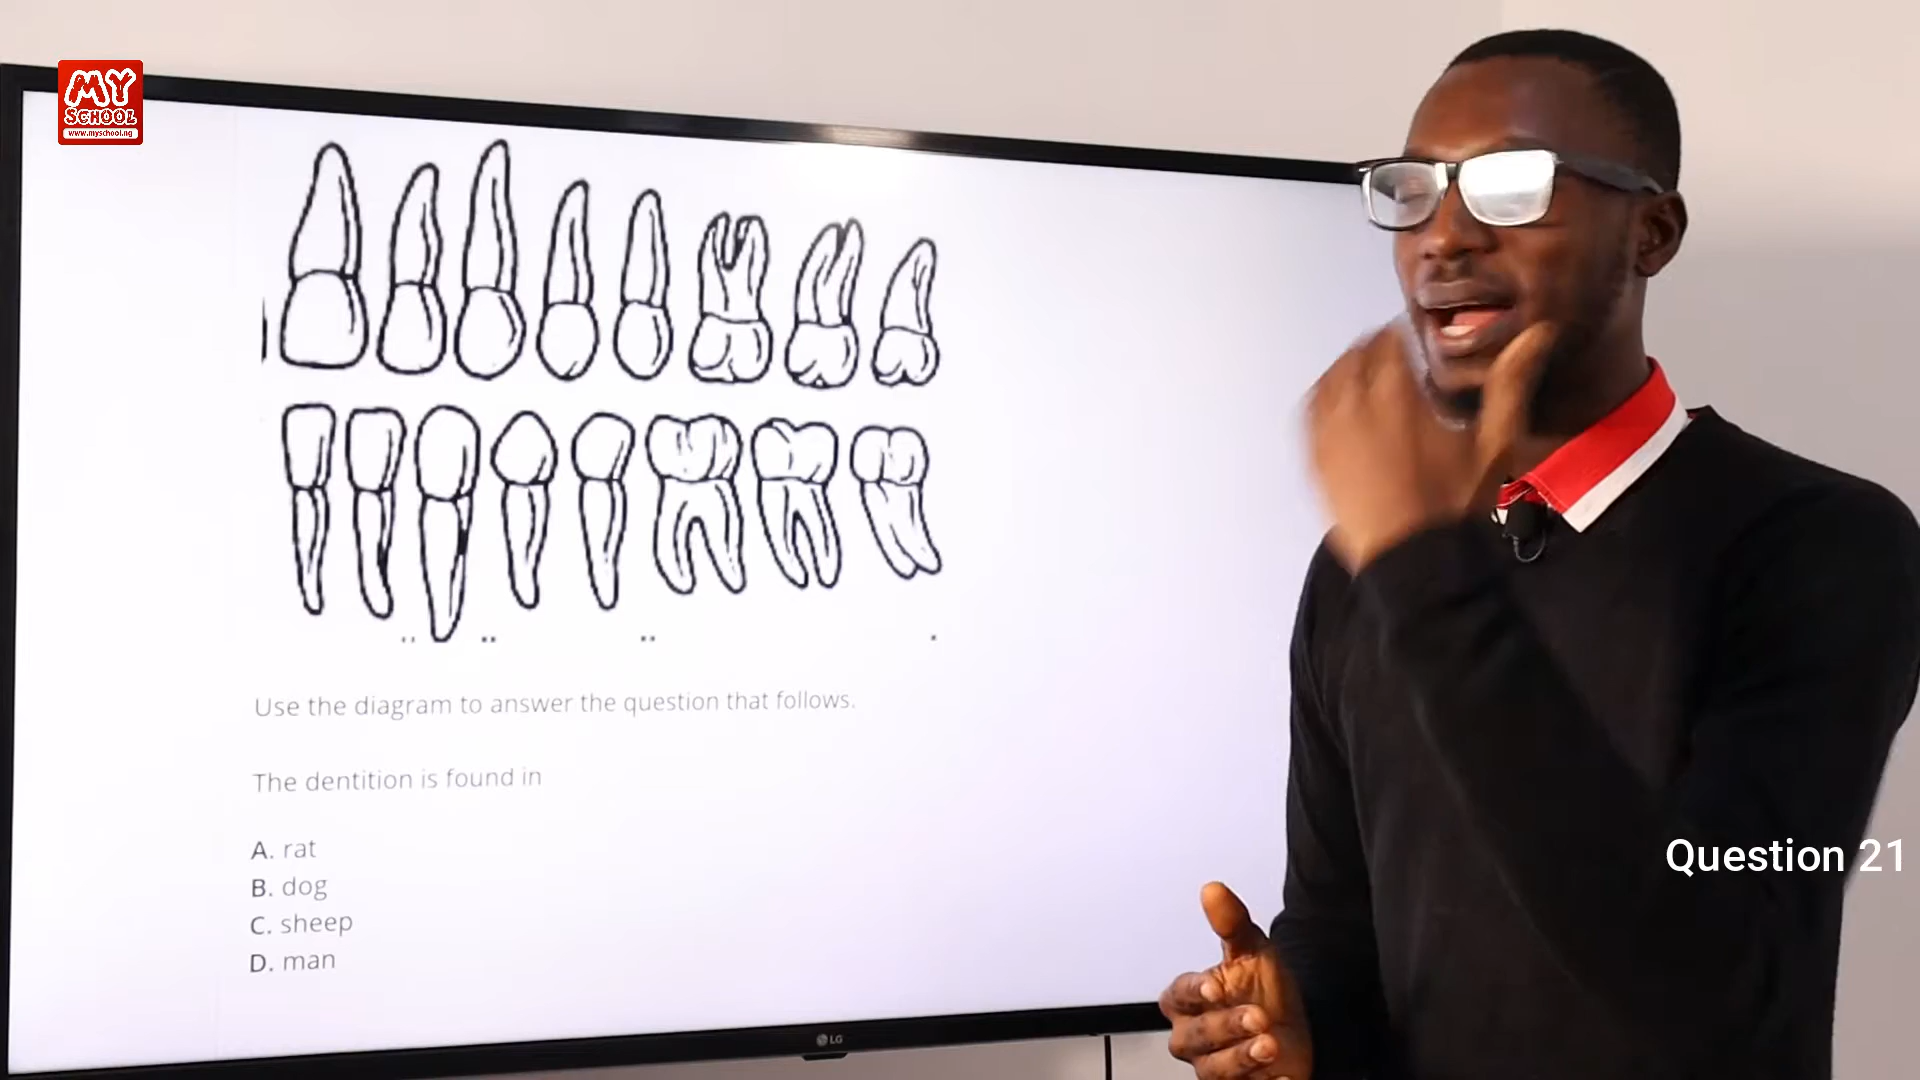 MY
SCHOOL
www.myschool.ng
Use the diagram to answer the question that follows.
The dentition is found in
A. rat
B. dog
C. sheep
D. man
Question 21
LG